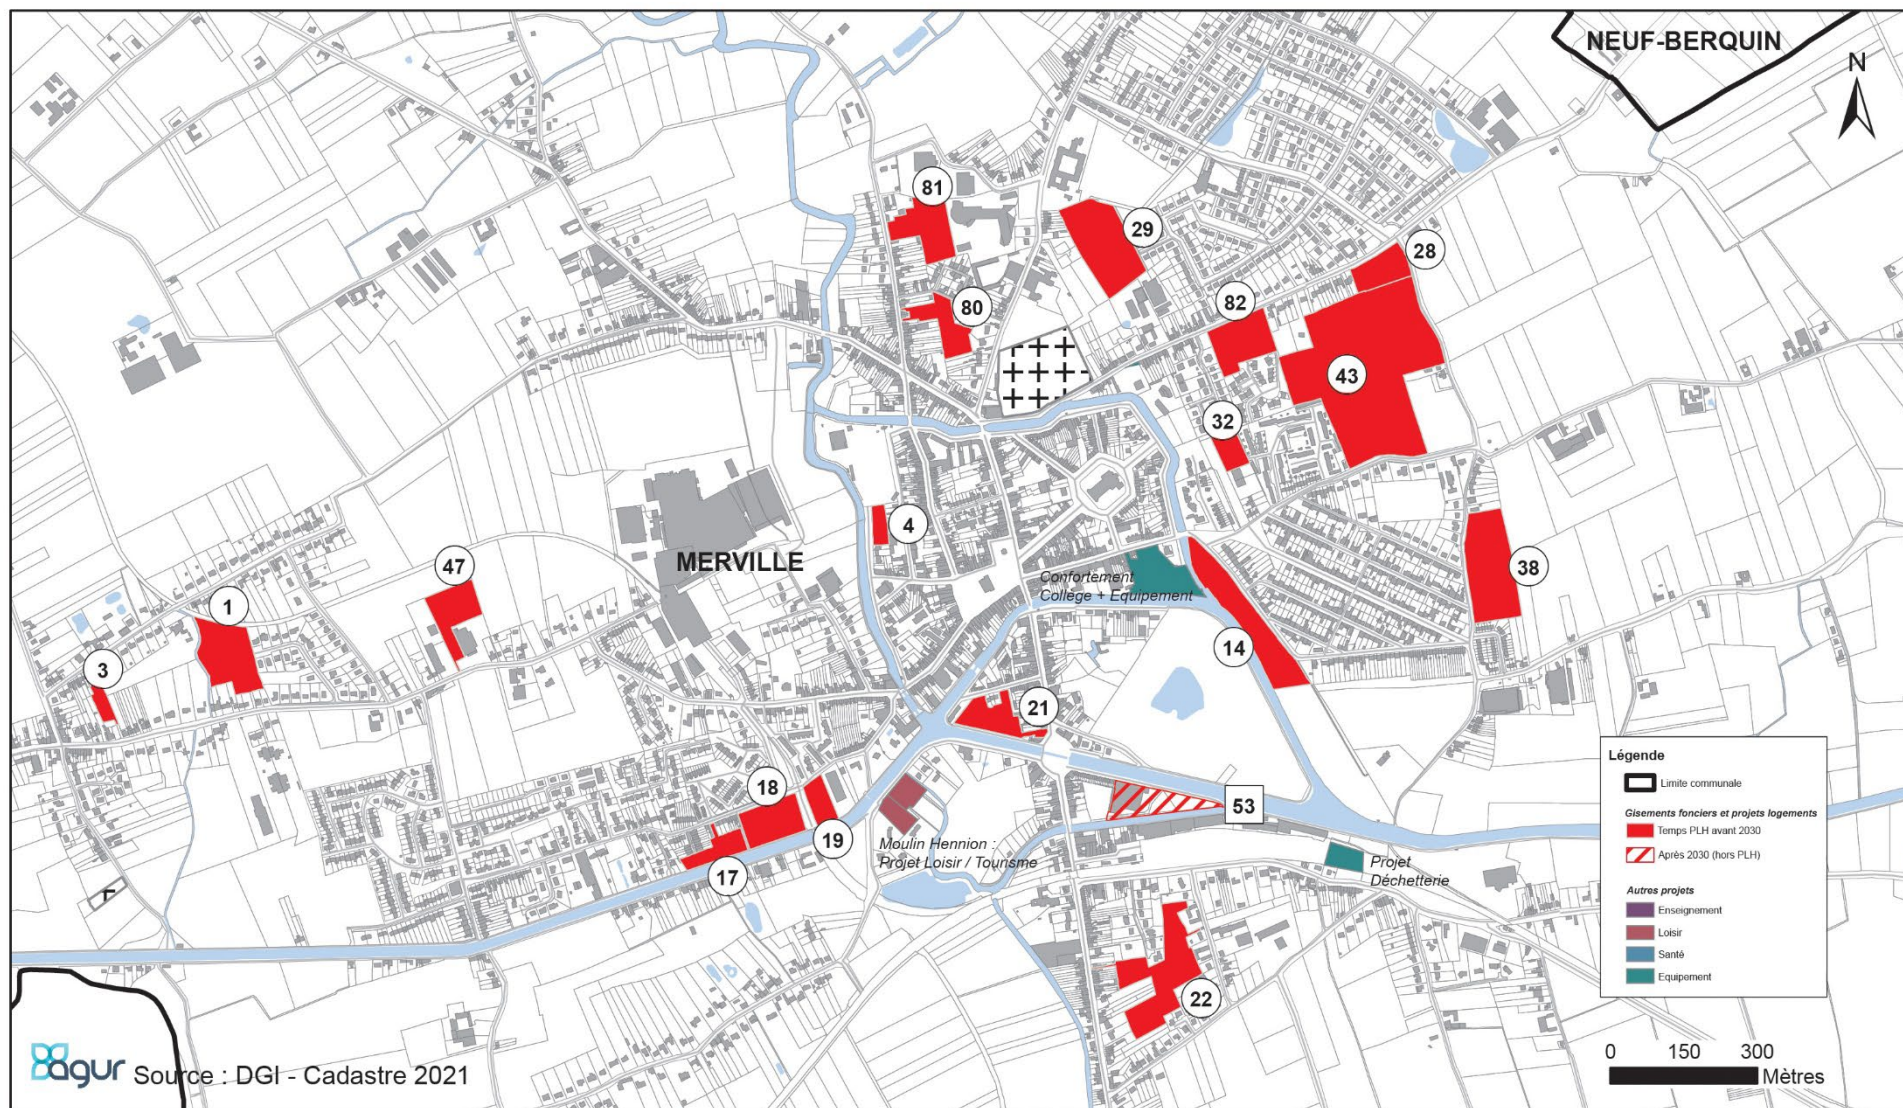 NEUF-BERQUIN
N
81
29
28
80
82
43
32
4
MERVILLE
47
38
1
Confortement
Collège + Equipement
14
3
21
18
53
19
Moulin Hennion :
Projet Loisir / Tourisme
17
Projet
Déchetterie
22
Légende
Limite communale
Gisements fonciers et projets logements
Temps PLH avant 2030
Après 2030 (hors PLH)
Autres projets
Enseignement
Loisir
Santé
Equipement
0 150 300
Mètres
agur Source : DGI - Cadastre 2021